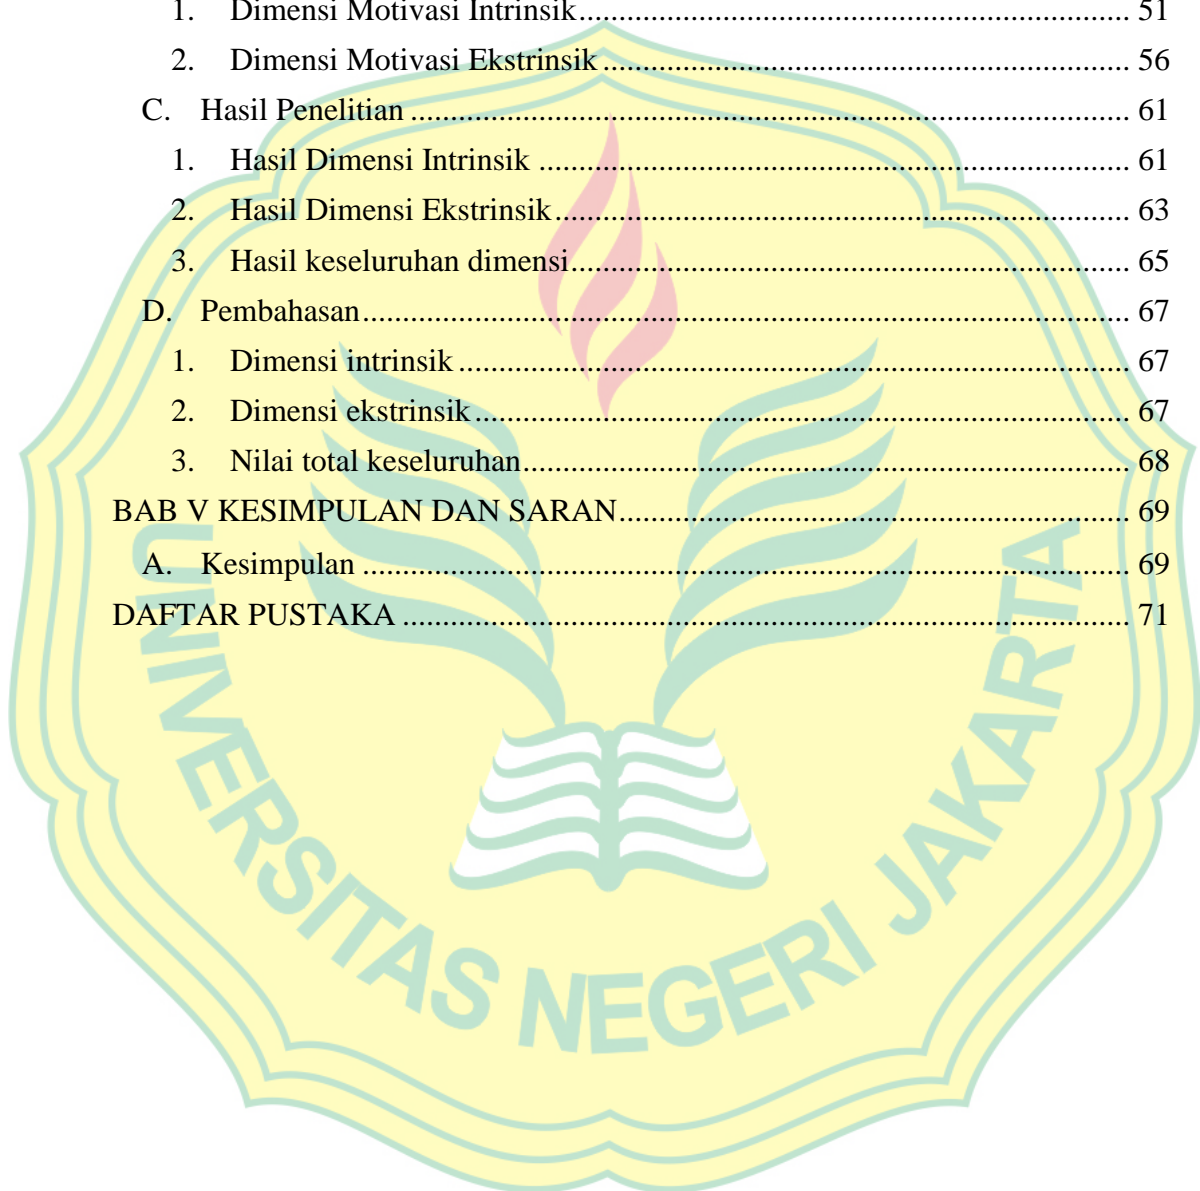 1. Dimensi Motivasi Intrinsik.................................................................... 51
2. Dimensi Motivasi Ekstrinsik ................................................................. 56
C. Hasil Penelitian ......................................................................................... 61
1. Hasil Dimensi Intrinsik ......................................................................... 61
2. Hasil Dimensi Ekstrinsik....................................................................... 63
3. Hasil keseluruhan dimensi..................................................................... 65
D. Pembahasan............................................................................................... 67
1. Dimensi intrinsik ................................................................................... 67
2. Dimensi ekstrinsik................................................................................. 67
3. Nilai total keseluruhan........................................................................... 68
BAB V KESIMPULAN DAN SARAN............................................................... 69
A. Kesimpulan ............................................................................................... 69
DAFTAR PUSTAKA .......................................................................................... 71
UNIVERSITAS NEGERI JAKARTA